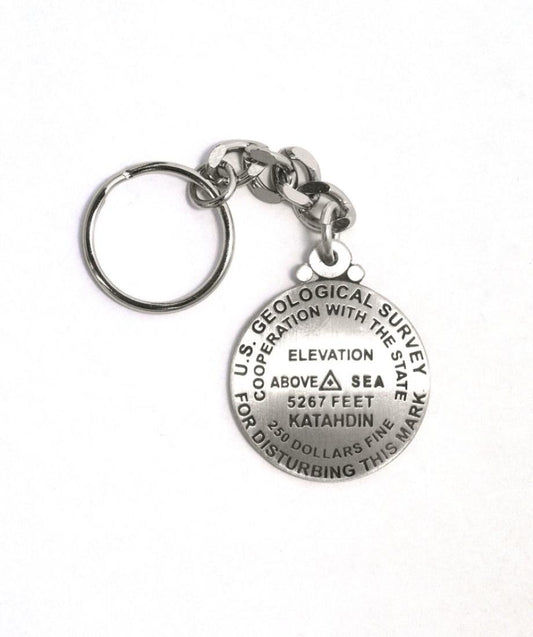 U.S. GEOLOGICAL SURVEY
COOPERATION WITH THE STATE
ELEVATION
ABOVE SEA
5267 FEET
KATAHDIN
250 DOLLARS FINE
FOR DISTURBING THIS MARK